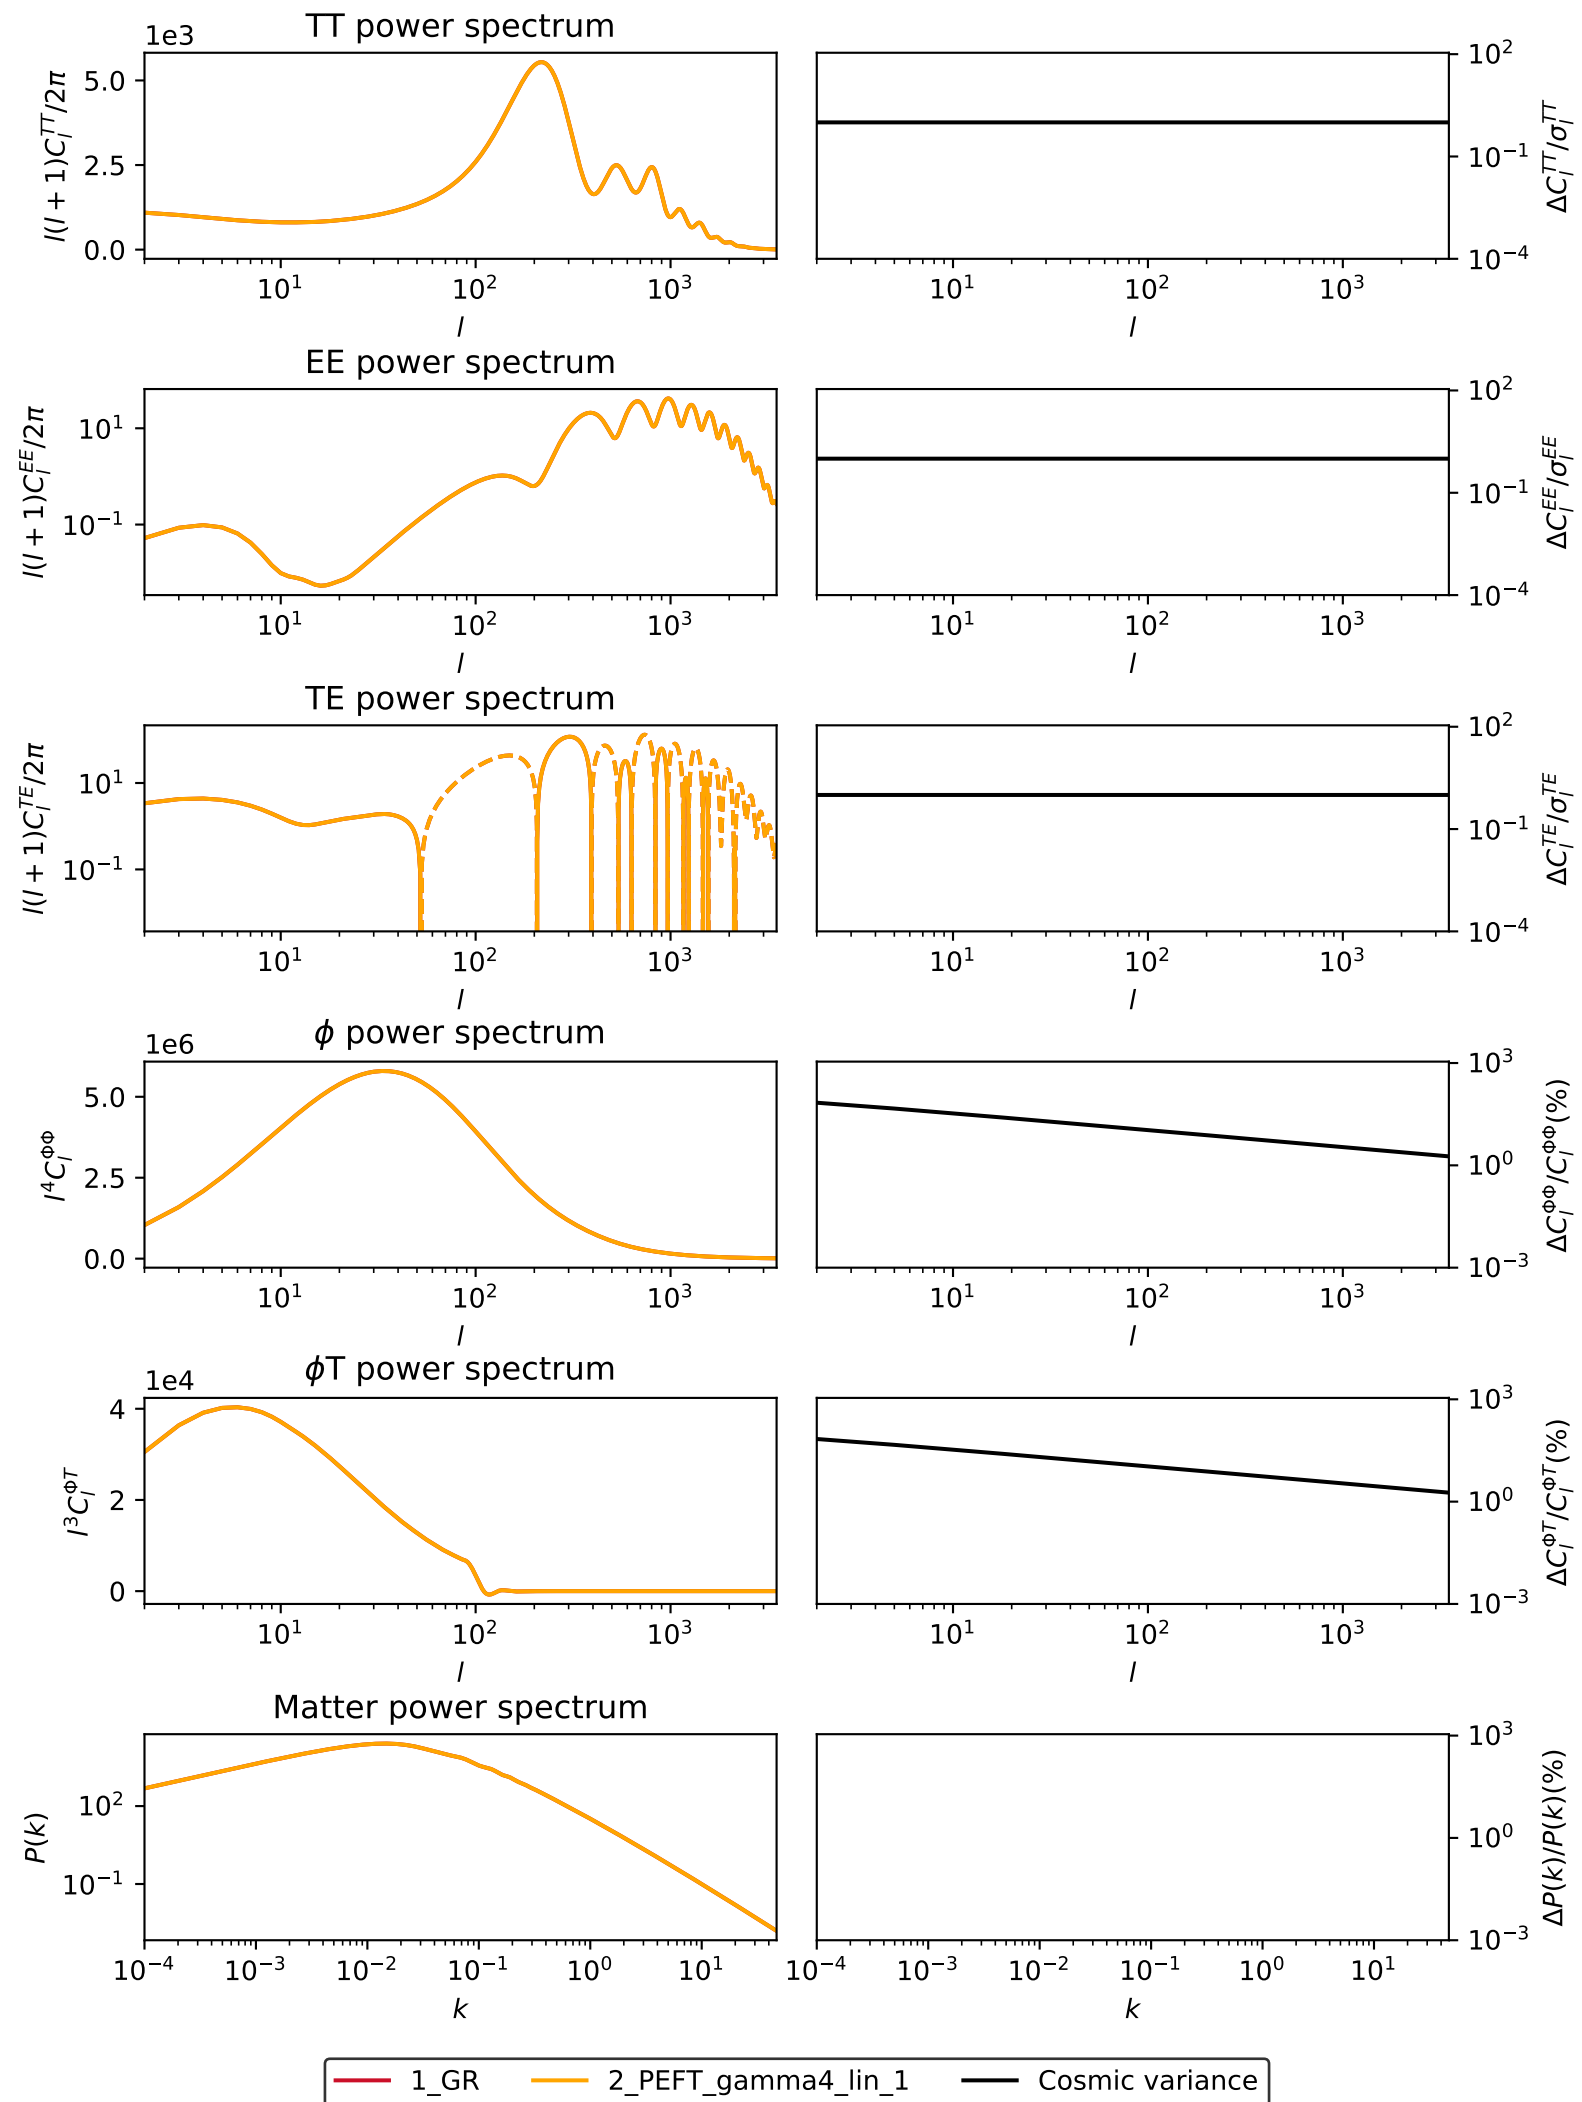 TT power spectrum
1e3
5.0
2.5
0.0
l(l + 1)C_l^{TT}/2π
10^1 10^2 10^3
l
10^2
10^{-1}
10^{-4}
ΔC_l^{TT}/σ_l^{TT}
10^1 10^2 10^3
l
EE power spectrum
10^1
10^{-1}
l(l + 1)C_l^{EE}/2π
10^1 10^2 10^3
l
10^2
10^{-1}
10^{-4}
ΔC_l^{EE}/σ_l^{EE}
10^1 10^2 10^3
l
TE power spectrum
10^1
10^{-1}
l(l + 1)C_l^{TE}/2π
10^1 10^2 10^3
l
10^2
10^{-1}
10^{-4}
ΔC_l^{TE}/σ_l^{TE}
10^1 10^2 10^3
l
ϕ power spectrum
1e6
5.0
2.5
0.0
l^4C_l^{ΦΦ}
10^1 10^2 10^3
l
10^3
10^0
10^{-3}
ΔC_l^{ΦΦ}/C_l^{ΦΦ}(%)
10^1 10^2 10^3
l
ϕT power spectrum
1e4
4
2
0
l^3C_l^{ΦT}
10^1 10^2 10^3
l
10^3
10^0
10^{-3}
ΔC_l^{ΦT}/C_l^{ΦT}(%)
10^1 10^2 10^3
l
Matter power spectrum
10^2
10^{-1}
P(k)
10^{-4} 10^{-3} 10^{-2} 10^{-1} 10^0 10^1
k
10^3
10^0
10^{-3}
ΔP(k)/P(k)(%)
10^{-4} 10^{-3} 10^{-2} 10^{-1} 10^0 10^1
k
1_GR 2_PEFT_gamma4_lin_1 Cosmic variance